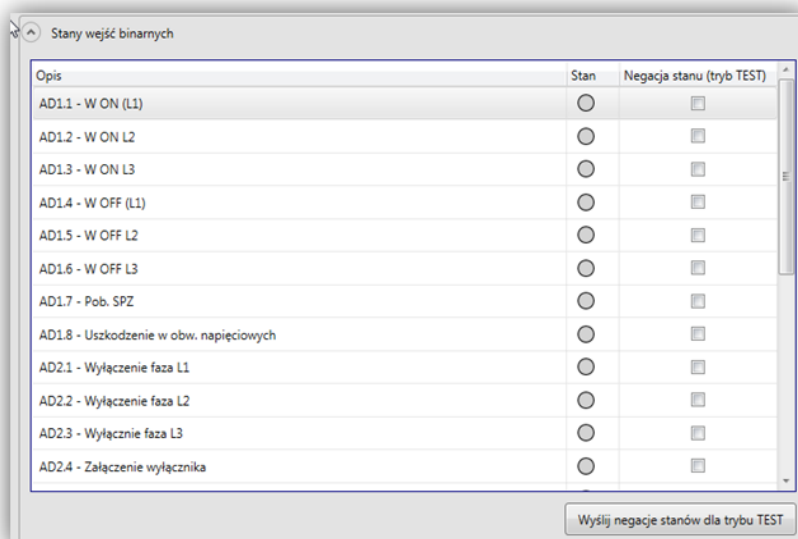 Stany wejść binarnych
Opis Stan Negacja stanu (tryb TEST)
AD1.1 - W ON (L1)
AD1.2 - W ON L2
AD1.3 - W ON L3
AD1.4 - W OFF (L1)
AD1.5 - W OFF L2
AD1.6 - W OFF L3
AD1.7 - Pob. SPZ
AD1.8 - Uszkodzenie w obw. napięciowych
AD2.1 - Wyłączenie faza L1
AD2.2 - Wyłączenie faza L2
AD2.3 - Wyłącznie faza L3
AD2.4 - Załączenie wyłącznika
Wyślij negacje stanów dla trybu TEST